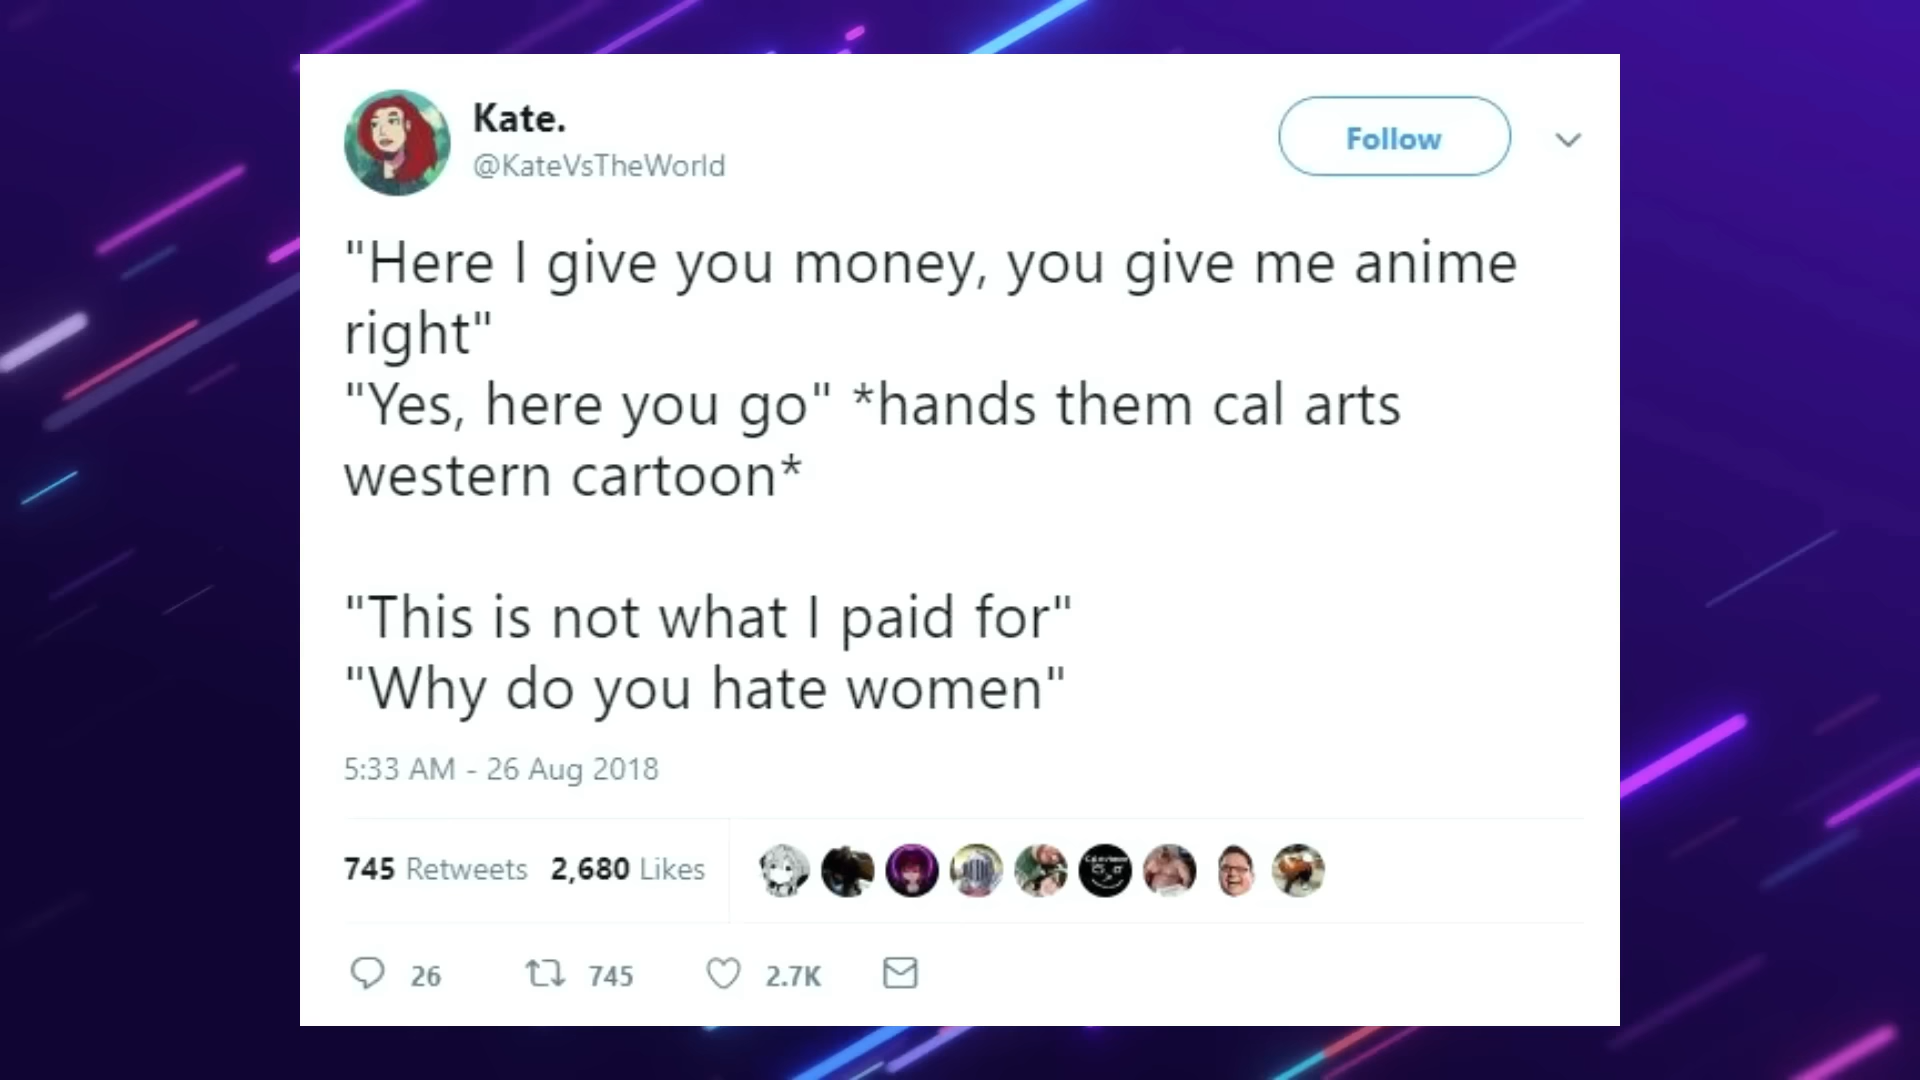 Kate.
@KateVsTheWorld
Follow
"Here I give you money, you give me anime
right"
"Yes, here you go" *hands them cal arts
western cartoon*
"This is not what I paid for"
"Why do you hate women"
5:33 AM - 26 Aug 2018
745 Retweets 2,680 Likes
26 745 2.7K